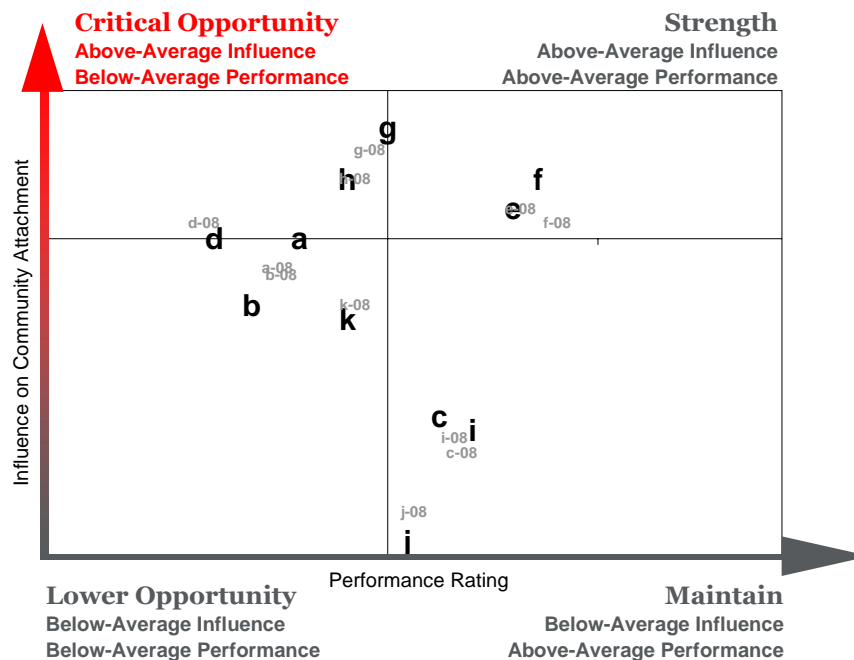 Critical Opportunity
Above-Average Influence
Below-Average Performance
Strength
Above-Average Influence
Above-Average Performance
Influence on Community Attachment
g
g-08
h
h-08
f
e
e-08
d-08
f-08
d
a
a-08
b-08
b
k-08
k
c
i
i-08
c-08
j-08
j
Performance Rating
Lower Opportunity
Below-Average Influence
Below-Average Performance
Maintain
Below-Average Influence
Above-Average Performance